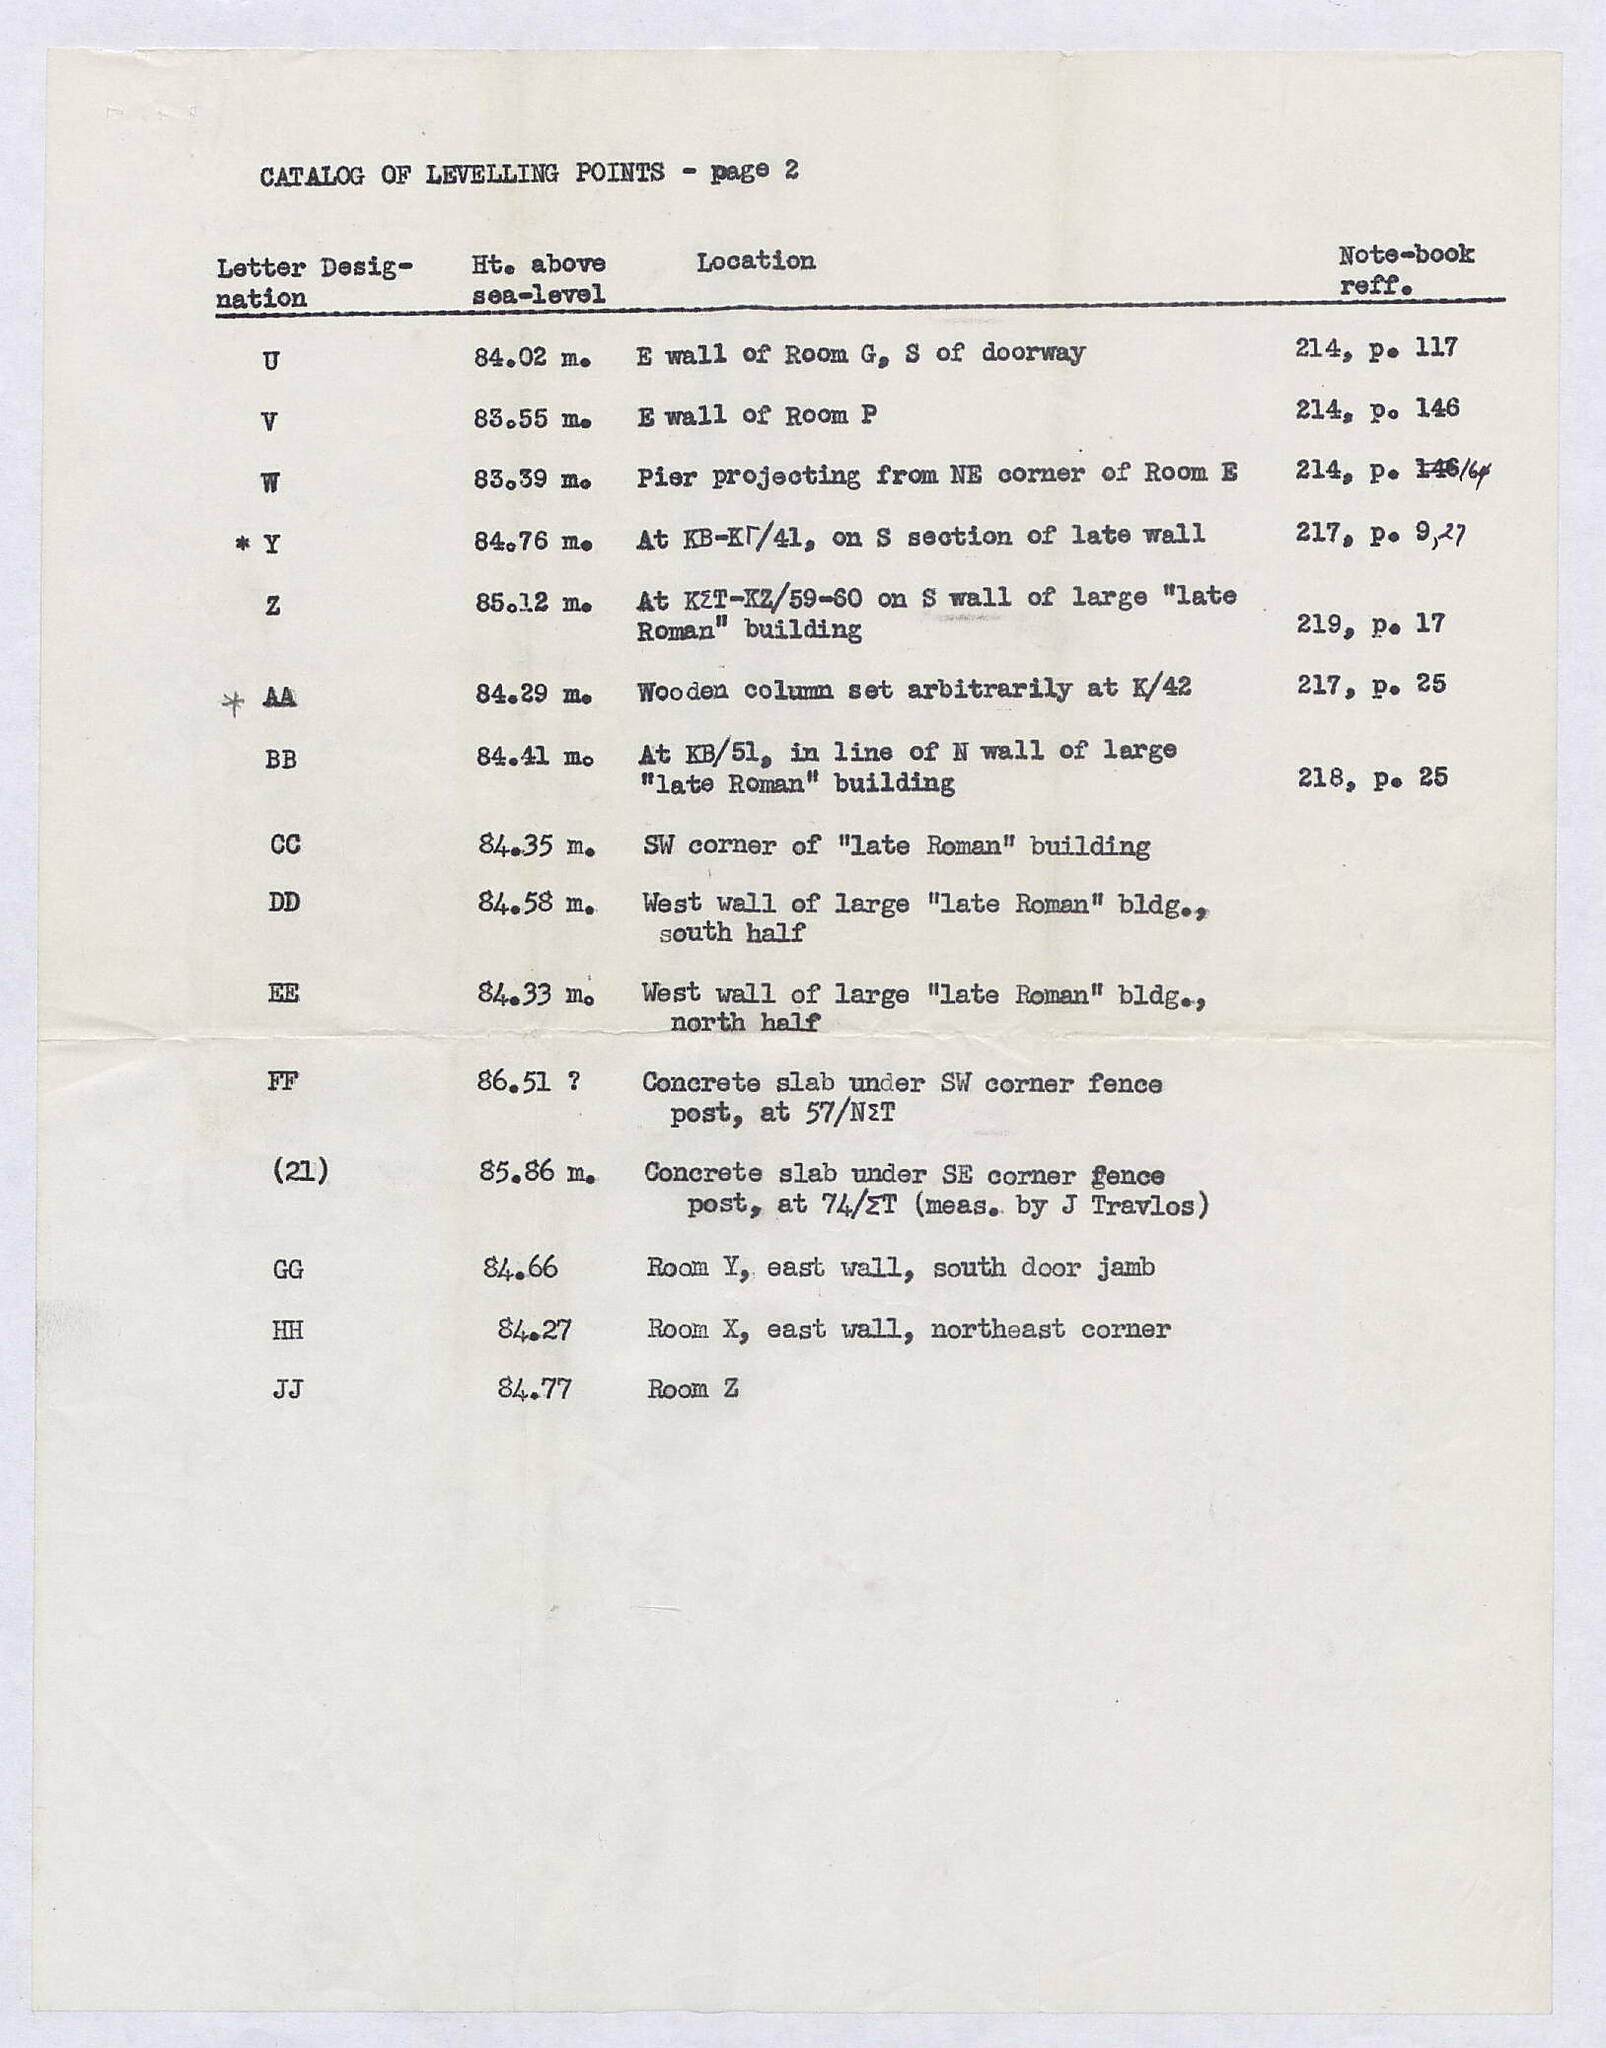 CATALOG OF LEVELLING POINTS - page 2
Letter Desig- Ht. above Location Note-book
nation sea-level reff.
U 84.02 m. E wall of Room G, S of doorway 214, p. 117
V 83.55 m. E wall of Room P 214, p. 146
W 83.39 m. Pier projecting from NE corner of Room E 214, p. 146/64
* Y 84.76 m. At KB-KΓ/41, on S section of late wall 217, p. 9,27
Z 85.12 m. At KΣT-KZ/59-60 on S wall of large "late
Roman" building 219, p. 17
* AA 84.29 m. Wooden column set arbitrarily at K/42 217, p. 25
BB 84.41 m. At KB/51, in line of N wall of large
"late Roman" building 218, p. 25
CC 84.35 m. SW corner of "late Roman" building
DD 84.58 m. West wall of large "late Roman" bldg.,
south half
EE 84.33 m. West wall of large "late Roman" bldg.,
north half
FF 86.51 ? Concrete slab under SW corner fence
post, at 57/NΣT
(21) 85.86 m. Concrete slab under SE corner fence
post, at 74/ΣT (meas. by J Travlos)
GG 84.66 Room Y, east wall, south door jamb
HH 84.27 Room X, east wall, northeast corner
JJ 84.77 Room Z